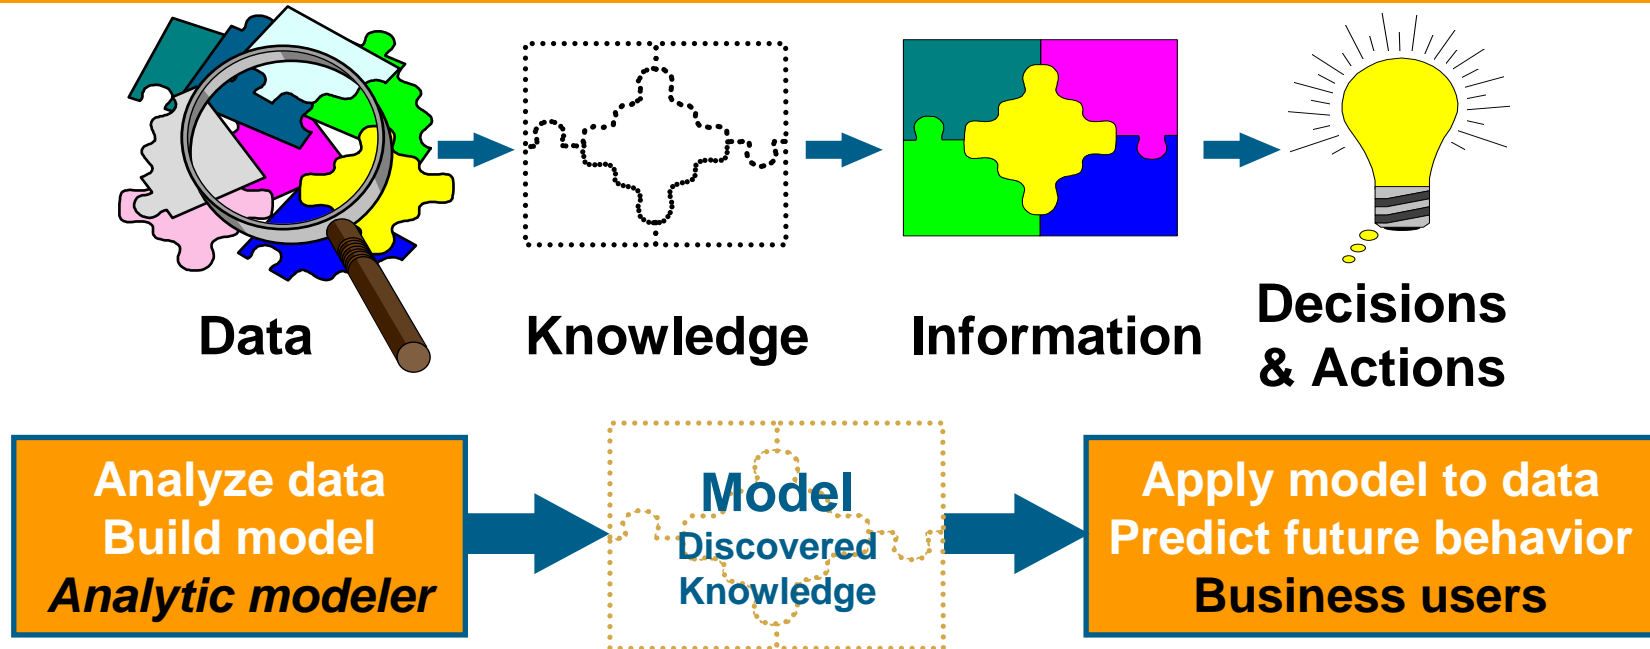 Data
Knowledge
Information
Decisions
& Actions
Analyze data
Build model
Analytic modeler
Model
Discovered
Knowledge
Apply model to data
Predict future behavior
Business users